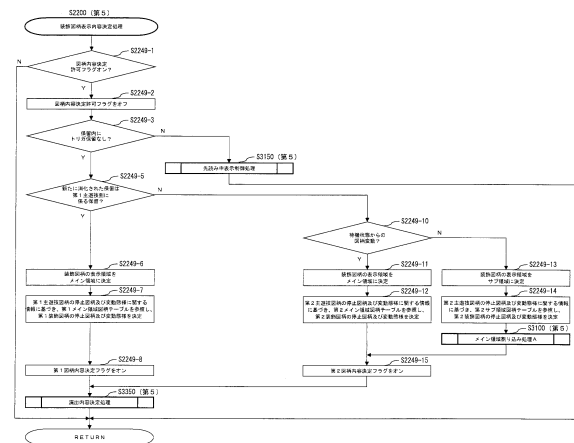 S2200 (第5)
装飾図柄表示内容決定処理
S2249-1
図柄内容決定
許可フラグオン?
N
Y
S2249-2
図柄内容決定許可フラグをオフ
S2249-3
保留内に
トリガ保留なし?
N
Y
S3150 (第5)
先読み中表示制御処理
S2249-5
新たに消化された保留は
第1主遊技側に
係る保留?
N
Y
S2249-10
待機状態からの
図柄変動?
N
Y
S2249-6
装飾図柄の表示領域を
メイン領域に決定
S2249-11
装飾図柄の表示領域を
メイン領域に決定
S2249-13
装飾図柄の表示領域を
サブ領域に決定
S2249-7
第1主遊技図柄の停止図柄及び変動態様に関する
情報に基づき、第1メイン領域図柄テーブルを参照し、
第1装飾図柄の停止図柄及び変動態様を決定
S2249-12
第2主遊技図柄の停止図柄及び変動態様に関する情報
に基づき、第2メイン領域図柄テーブルを参照し、
第2装飾図柄の停止図柄及び変動態様を決定
S2249-14
第2主遊技図柄の停止図柄及び変動態様に関する情報
に基づき、第2サブ領域図柄テーブルを参照し、
第2装飾図柄の停止図柄及び変動態様を決定
S3100 (第5)
メイン領域割り込み処理A
S2249-8
第1図柄内容決定フラグをオン
S2249-15
第2図柄内容決定フラグをオン
S3350 (第5)
演出内容決定処理
RETURN